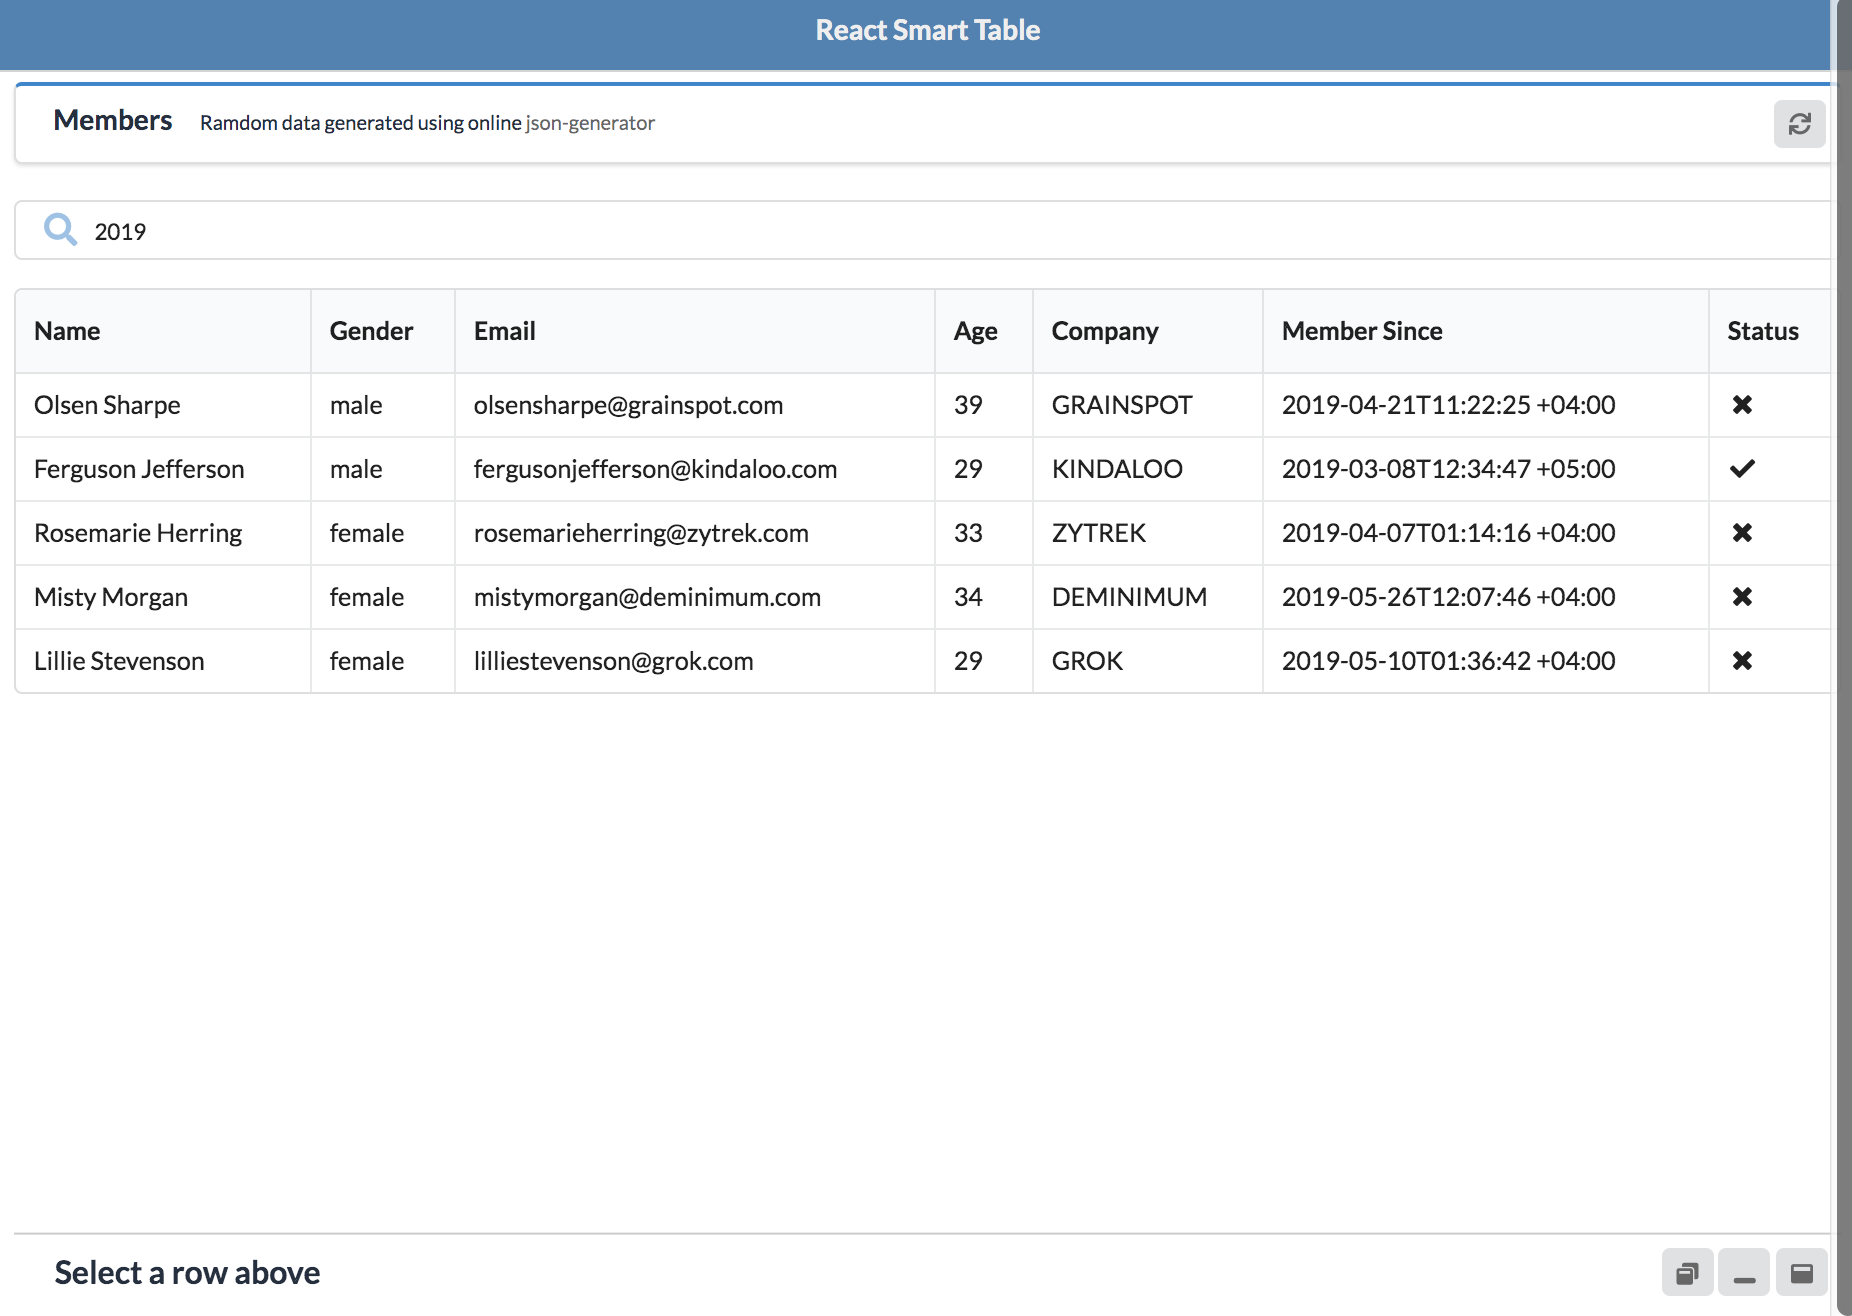 React Smart Table
Members Ramdom data generated using online json-generator
2019
Name Gender Email Age Company Member Since Status
Olsen Sharpe male olsensharpe@grainspot.com 39 GRAINSPOT 2019-04-21T11:22:25 +04:00
Ferguson Jefferson male fergusonjefferson@kindaloo.com 29 KINDALOO 2019-03-08T12:34:47 +05:00
Rosemarie Herring female rosemarieherring@zytrek.com 33 ZYTREK 2019-04-07T01:14:16 +04:00
Misty Morgan female mistymorgan@deminimum.com 34 DEMINIMUM 2019-05-26T12:07:46 +04:00
Lillie Stevenson female lilliestevenson@grok.com 29 GROK 2019-05-10T01:36:42 +04:00
Select a row above